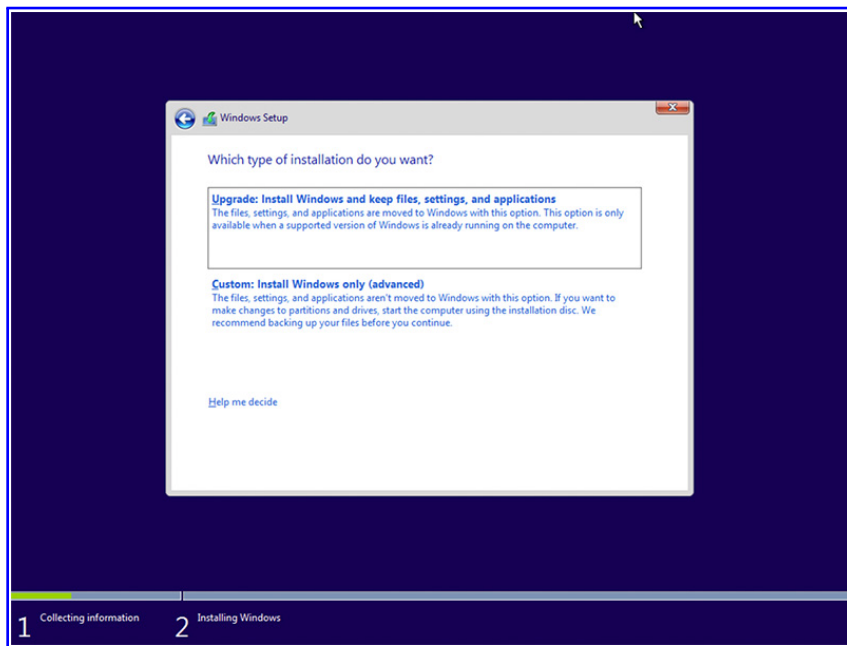 Windows Setup
Which type of installation do you want?
Upgrade: Install Windows and keep files, settings, and applications
The files, settings, and applications are moved to Windows with this option. This option is only
available when a supported version of Windows is already running on the computer.
Custom: Install Windows only (advanced)
The files, settings, and applications aren't moved to Windows with this option. If you want to
make changes to partitions and drives, start the computer using the installation disc. We
recommend backing up your files before you continue.
Help me decide
1 Collecting information 2 Installing Windows